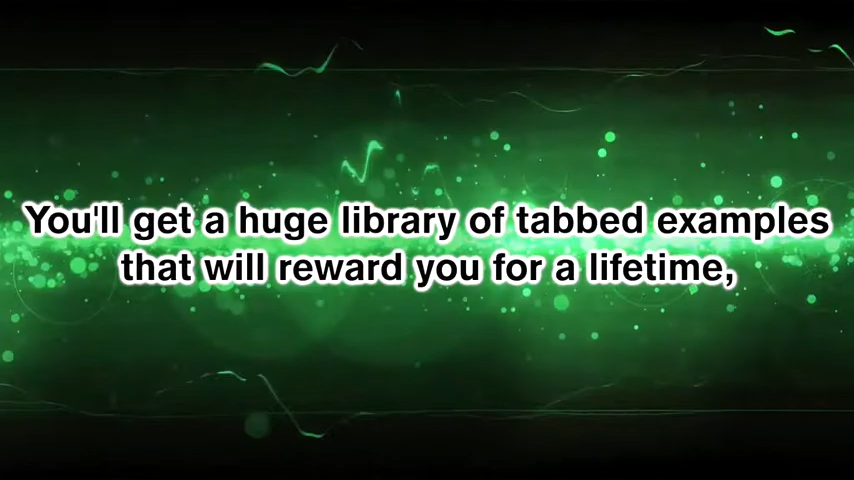 You'll get a huge library of tabbed examples
that will reward you for a lifetime,